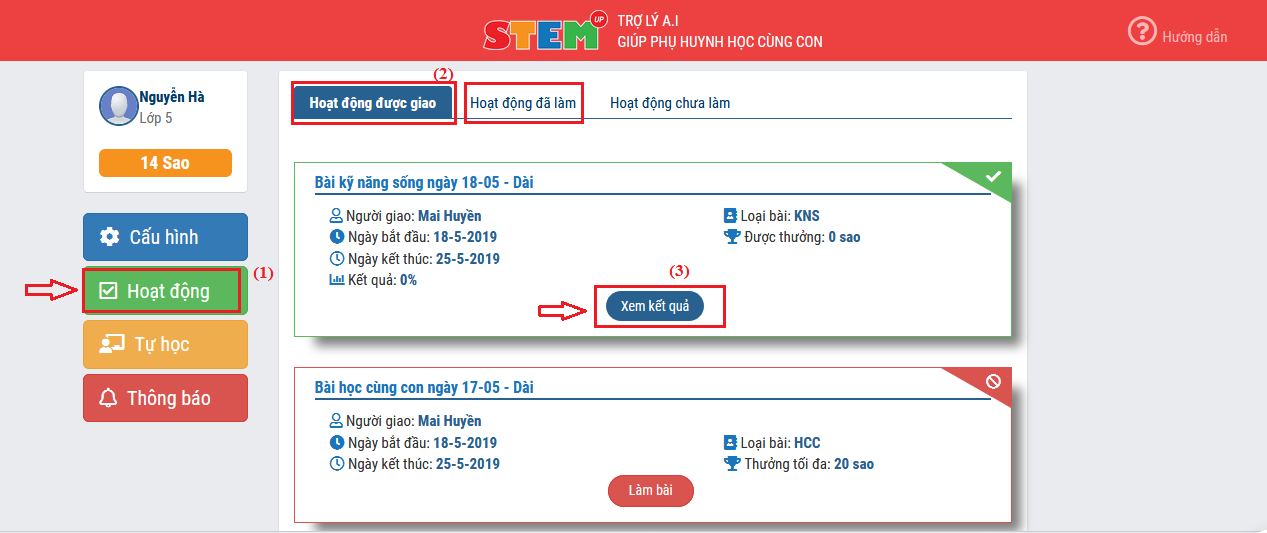 STEM UP
TRỢ LÝ A.I
GIÚP PHỤ HUYNH HỌC CÙNG CON
Hướng dẫn
Nguyễn Hà
Lớp 5
14 Sao
Cấu hình
Hoạt động
(1)
Tự học
Thông báo
(2)
Hoạt động được giao
Hoạt động đã làm
Hoạt động chưa làm
Bài kỹ năng sống ngày 18-05 - Dài
Người giao: Mai Huyền
Loại bài: KNS
Ngày bắt đầu: 18-5-2019
Được thưởng: 0 sao
Ngày kết thúc: 25-5-2019
Kết quả: 0%
(3)
Xem kết quả
Bài học cùng con ngày 17-05 - Dài
Người giao: Mai Huyền
Ngày bắt đầu: 18-5-2019
Loại bài: HCC
Ngày kết thúc: 25-5-2019
Thưởng tối đa: 20 sao
Làm bài